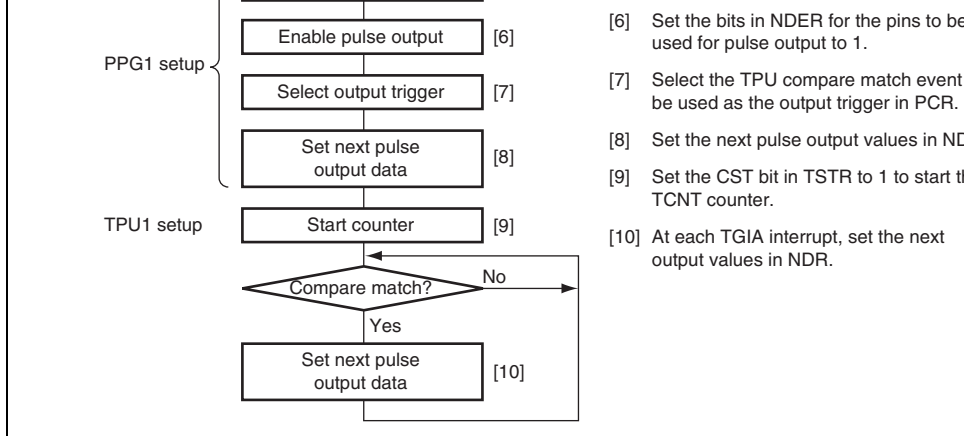 PPG1 setup
Enable pulse output [6]
Select output trigger [7]
Set next pulse
output data [8]
TPU1 setup
Start counter [9]
Compare match?
No
Yes
Set next pulse
output data [10]
[6] Set the bits in NDER for the pins to be
used for pulse output to 1.
[7] Select the TPU compare match event
be used as the output trigger in PCR.
[8] Set the next pulse output values in
[9] Set the CST bit in TSTR to 1 to start
TCNT counter.
[10] At each TGIA interrupt, set the next
output values in NDR.